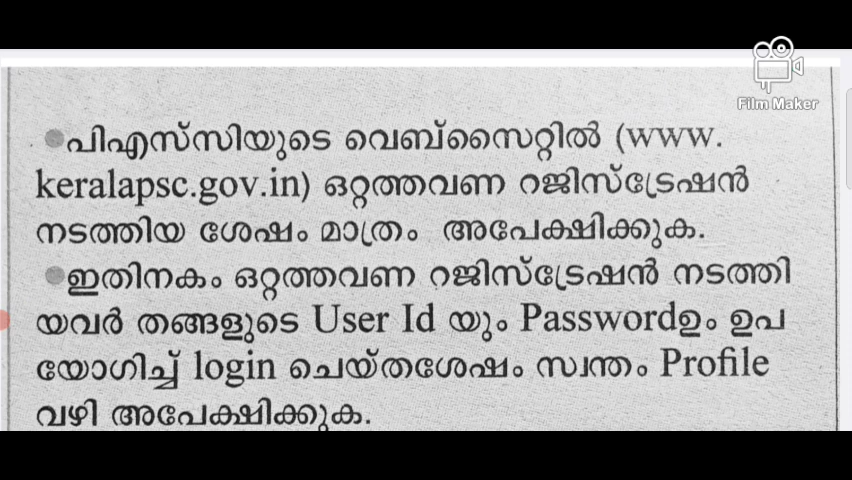 Film Maker
●പിഎസ്‌സിയുടെ വെബ്സൈറ്റിൽ (www.
keralapsc.gov.in) ഒറ്റത്തവണ റജിസ്ട്രേഷൻ
നടത്തിയ ശേഷം മാത്രം അപേക്ഷിക്കുക.
●ഇതിനകം ഒറ്റത്തവണ റജിസ്ട്രേഷൻ നടത്തി
യവർ തങ്ങളുടെ User Id യും Passwordഉം ഉപ
യോഗിച്ച് login ചെയ്തശേഷം സ്വന്തം Profile
വഴി അപേക്ഷിക്കുക.